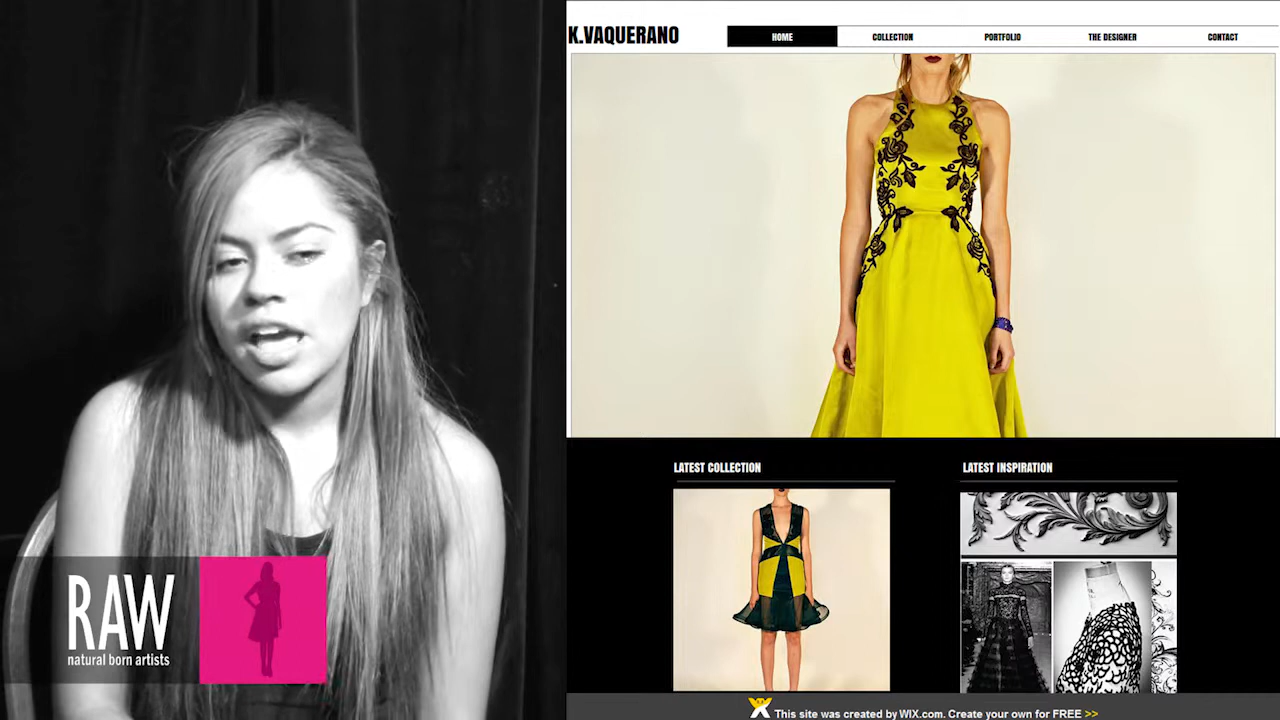 RAW
natural born artists
K.VAQUERANO
HOME COLLECTION PORTFOLIO THE DESIGNER CONTACT
LATEST COLLECTION
LATEST INSPIRATION
This site was created by WIX.com. Create your own for FREE >>